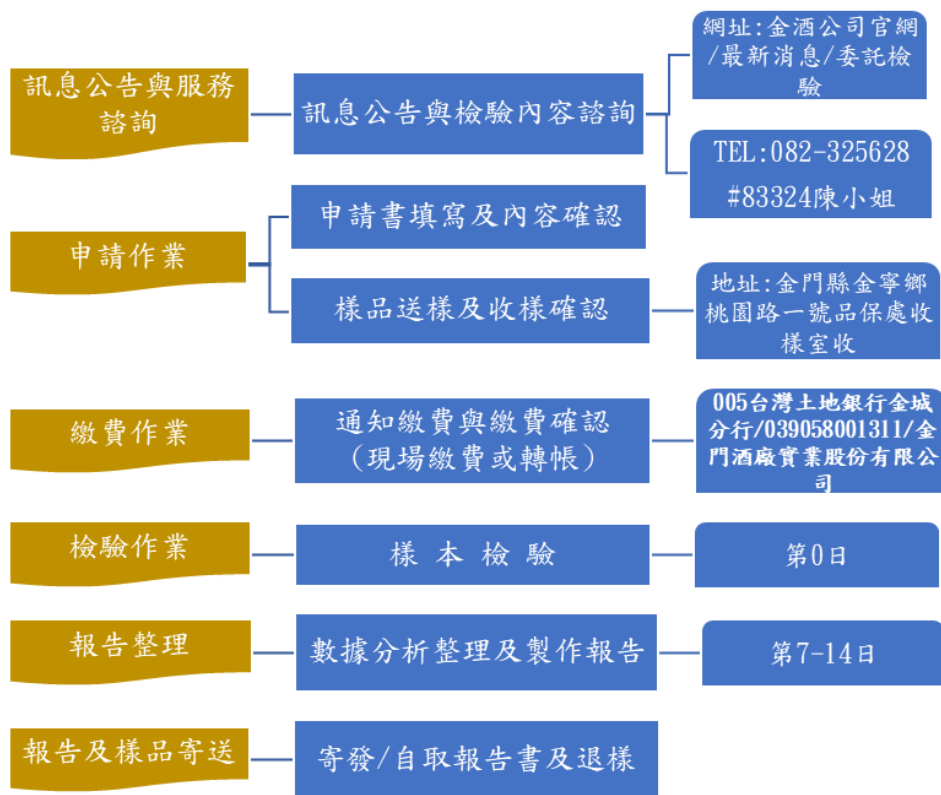 訊息公告與服務
諮詢
訊息公告與檢驗內容諮詢
網址:金酒公司官網
/最新消息/委託檢
驗
TEL:082-325628
#83324陳小姐
申請作業
申請書填寫及內容確認
樣品送樣及收樣確認
地址:金門縣金寧鄉
桃園路一號品保處收
樣室收
繳費作業
通知繳費與繳費確認
(現場繳費或轉帳)
005台灣土地銀行金城
分行/039058001311/金
門酒廠實業股份有限公
司
檢驗作業
樣本檢驗
第0日
報告整理
數據分析整理及製作報告
第7-14日
報告及樣品寄送
寄發/自取報告書及退樣